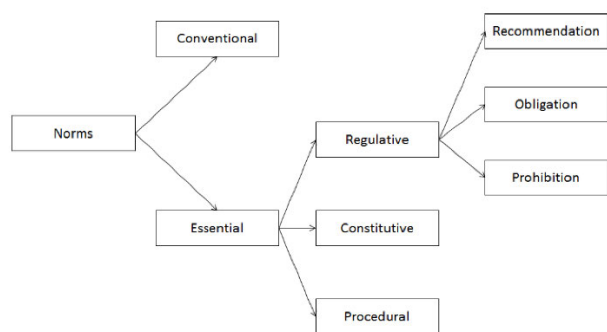 Recommendation
Conventional
Obligation
Norms
Regulative
Prohibition
Essential
Constitutive
Procedural